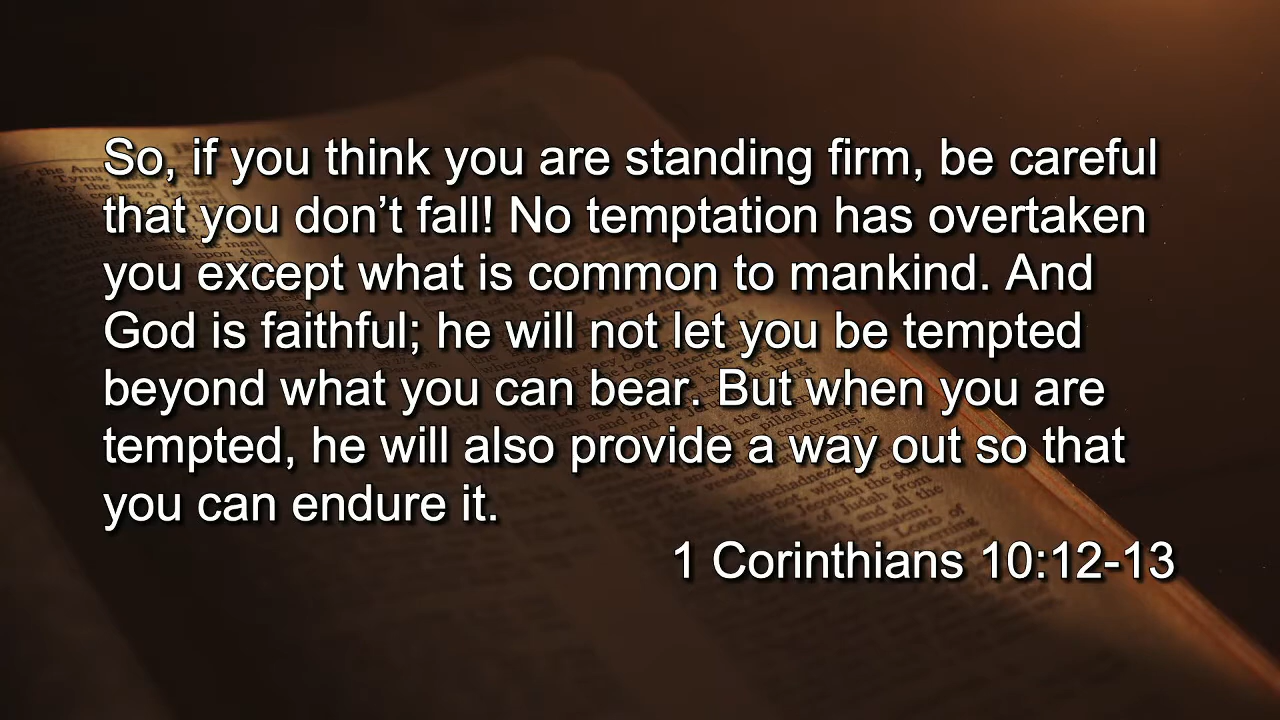 So, if you think you are standing firm, be careful
that you don’t fall! No temptation has overtaken
you except what is common to mankind. And
God is faithful; he will not let you be tempted
beyond what you can bear. But when you are
tempted, he will also provide a way out so that
you can endure it.
1 Corinthians 10:12-13